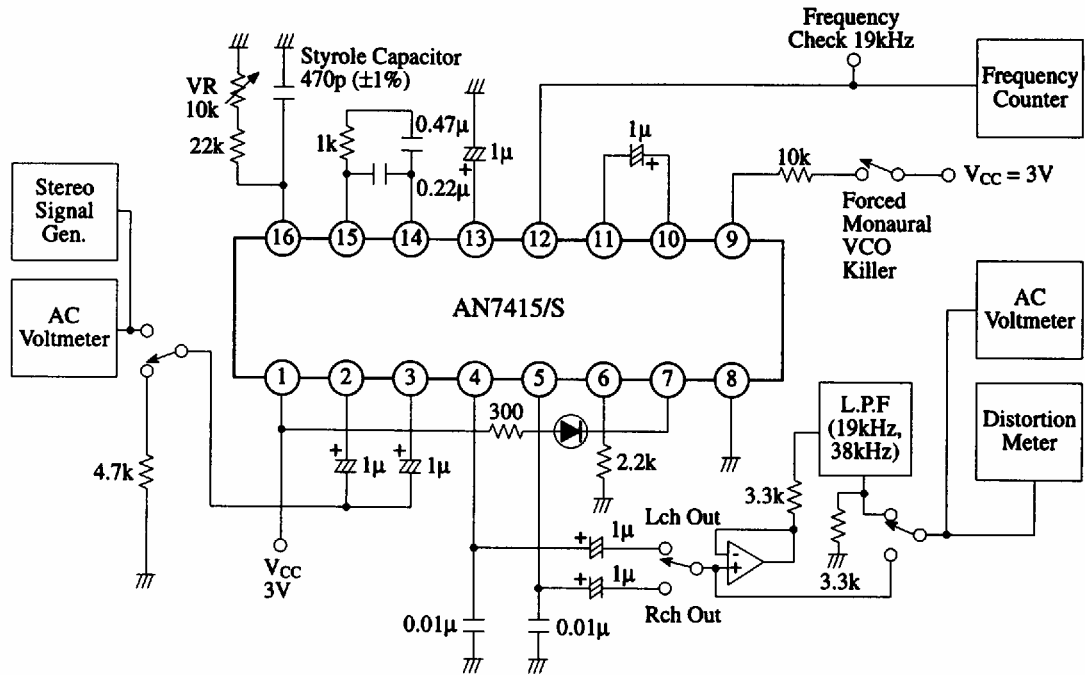 Frequency
Check 19kHz
Frequency
Counter
Styrole Capacitor
470p (±1%)
VR
10k
22k
1k
0.47μ
0.22μ
1μ
1μ
10k
V_CC = 3V
Forced
Monaural
VCO
Killer
Stereo
Signal
Gen.
AC
Voltmeter
16
15
14
13
12
11
10
9
AN7415/S
1
2
3
4
5
6
7
8
AC
Voltmeter
Distortion
Meter
L.P.F
(19kHz,
38kHz)
300
4.7k
1μ
1μ
2.2k
3.3k
V_CC
3V
1μ
Lch Out
1μ
Rch Out
3.3k
0.01μ
0.01μ
+
+
+
+
+
+
-
+